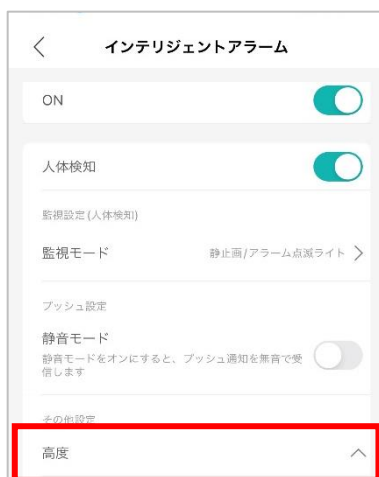 インテリジェントアラーム
ON
人体検知
監視設定(人体検知)
監視モード 静止画/アラーム点滅ライト
プッシュ設定
静音モード
静音モードをオンにすると、プッシュ通知を無音で受
信します
その他設定
高度